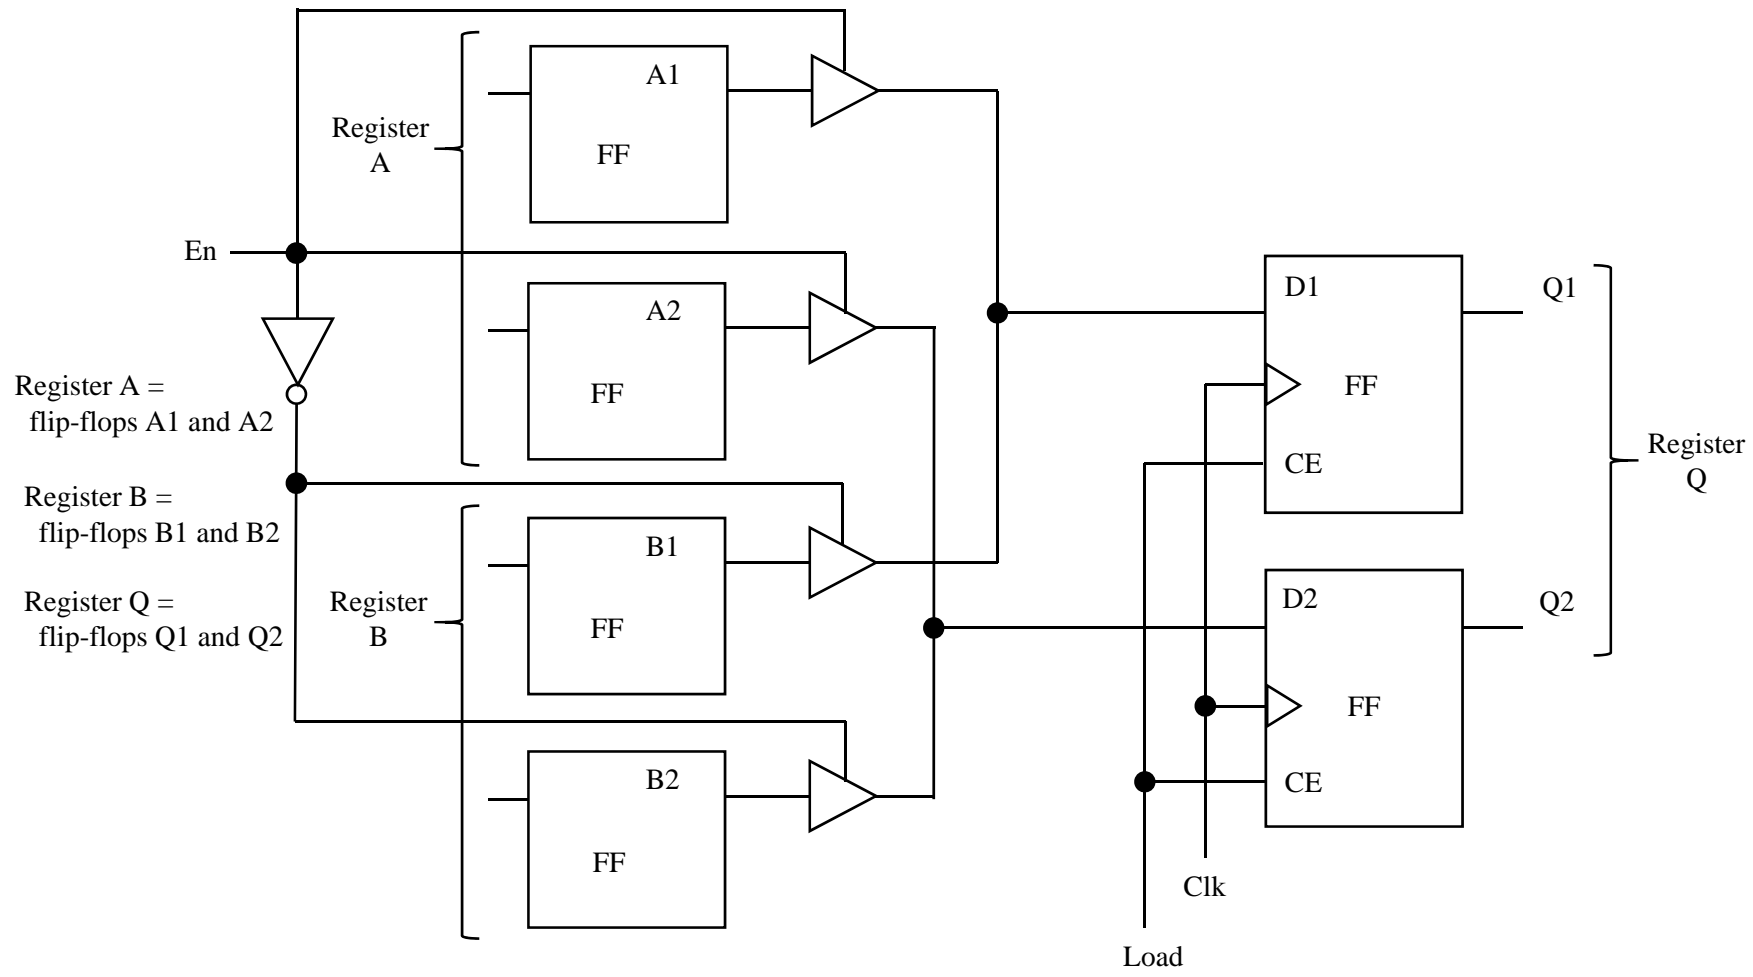 A1
Register
A
FF
En
A2
D1
Q1
Register A =
flip-flops A1 and A2
FF
FF
Register
Q
CE
Register B =
flip-flops B1 and B2
B1
Register Q =
flip-flops Q1 and Q2
Register
B
FF
D2
Q2
FF
B2
CE
FF
Clk
Load